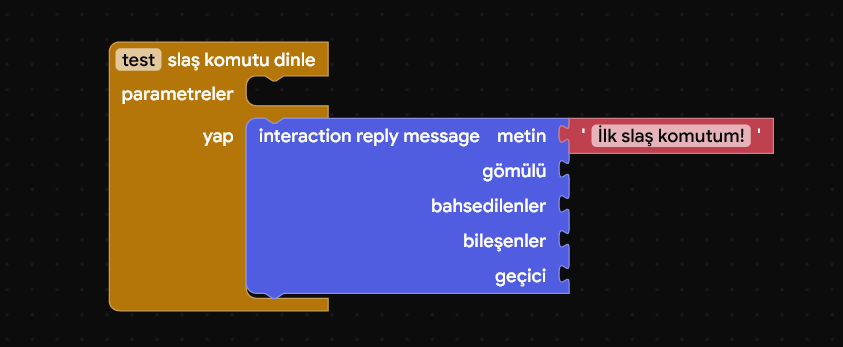 test slaş komutu dinle
parametreler
yap interaction reply message metin ' İlk slaş komutum! '
gömülü
bahsedilenler
bileşenler
geçici